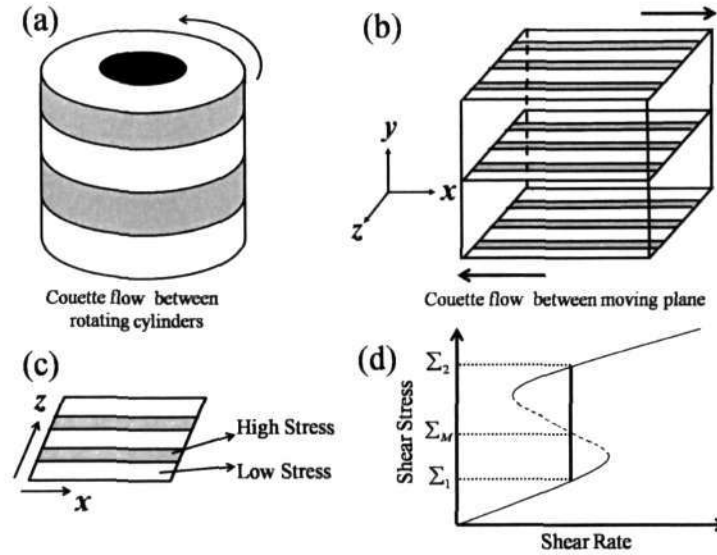 (a)
Couette flow between
rotating cylinders
(b)
y
x
z
Couette flow between moving plane
(c)
z
x
High Stress
Low Stress
(d)
Σ2
ΣM
Σ1
Shear Stress
Shear Rate